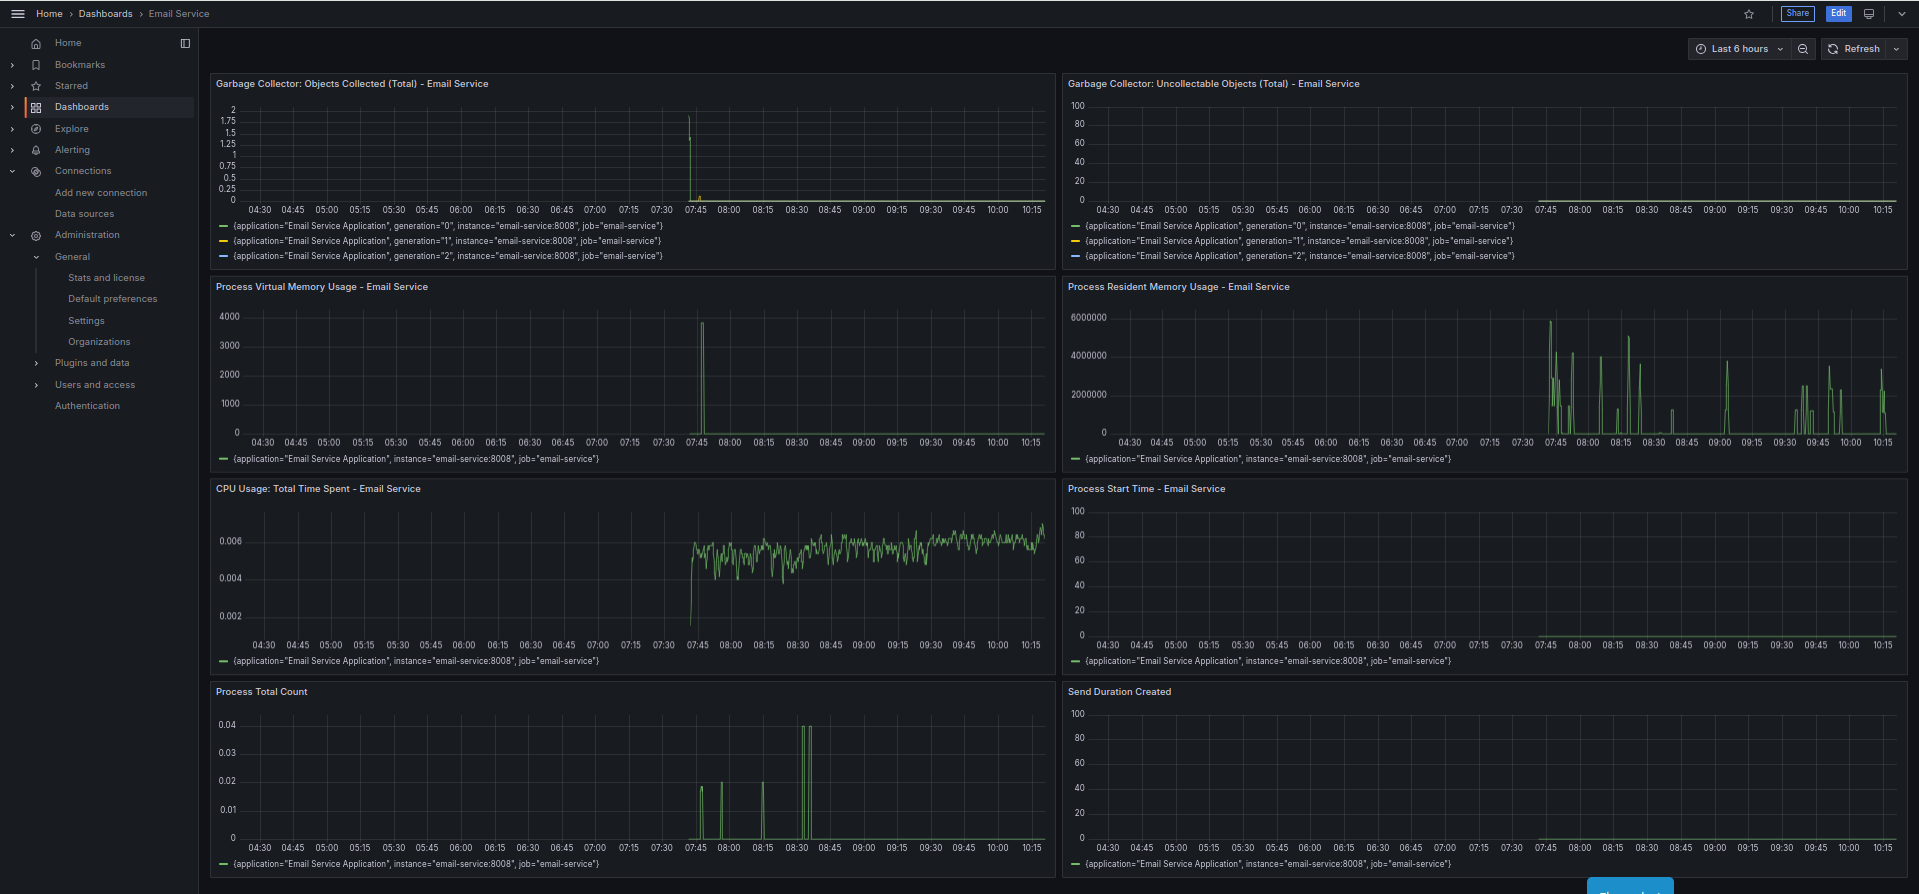 Home › Dashboards › Email Service
Share
Edit
Home
Bookmarks
Starred
Dashboards
Explore
Alerting
Connections
Add new connection
Data sources
Administration
General
Stats and license
Default preferences
Settings
Organizations
Plugins and data
Users and access
Authentication
Last 6 hours
Refresh
Garbage Collector: Objects Collected (Total) - Email Service
2
1.75
1.5
1.25
1
0.75
0.5
0.25
0
04:30 04:45 05:00 05:15 05:30 05:45 06:00 06:15 06:30 06:45 07:00 07:15 07:30 07:45 08:00 08:15 08:30 08:45 09:00 09:15 09:30 09:45 10:00 10:15
{application="Email Service Application", generation="0", instance="email-service:8008", job="email-service"}
{application="Email Service Application", generation="1", instance="email-service:8008", job="email-service"}
{application="Email Service Application", generation="2", instance="email-service:8008", job="email-service"}
Garbage Collector: Uncollectable Objects (Total) - Email Service
100
80
60
40
20
0
04:30 04:45 05:00 05:15 05:30 05:45 06:00 06:15 06:30 06:45 07:00 07:15 07:30 07:45 08:00 08:15 08:30 08:45 09:00 09:15 09:30 09:45 10:00 10:15
{application="Email Service Application", generation="0", instance="email-service:8008", job="email-service"}
{application="Email Service Application", generation="1", instance="email-service:8008", job="email-service"}
{application="Email Service Application", generation="2", instance="email-service:8008", job="email-service"}
Process Virtual Memory Usage - Email Service
4000
3000
2000
1000
0
04:30 04:45 05:00 05:15 05:30 05:45 06:00 06:15 06:30 06:45 07:00 07:15 07:30 07:45 08:00 08:15 08:30 08:45 09:00 09:15 09:30 09:45 10:00 10:15
{application="Email Service Application", instance="email-service:8008", job="email-service"}
Process Resident Memory Usage - Email Service
6000000
4000000
2000000
0
04:30 04:45 05:00 05:15 05:30 05:45 06:00 06:15 06:30 06:45 07:00 07:15 07:30 07:45 08:00 08:15 08:30 08:45 09:00 09:15 09:30 09:45 10:00 10:15
{application="Email Service Application", instance="email-service:8008", job="email-service"}
CPU Usage: Total Time Spent - Email Service
0.006
0.004
0.002
04:30 04:45 05:00 05:15 05:30 05:45 06:00 06:15 06:30 06:45 07:00 07:15 07:30 07:45 08:00 08:15 08:30 08:45 09:00 09:15 09:30 09:45 10:00 10:15
{application="Email Service Application", instance="email-service:8008", job="email-service"}
Process Start Time - Email Service
100
80
60
40
20
0
04:30 04:45 05:00 05:15 05:30 05:45 06:00 06:15 06:30 06:45 07:00 07:15 07:30 07:45 08:00 08:15 08:30 08:45 09:00 09:15 09:30 09:45 10:00 10:15
{application="Email Service Application", instance="email-service:8008", job="email-service"}
Process Total Count
0.04
0.03
0.02
0.01
0
04:30 04:45 05:00 05:15 05:30 05:45 06:00 06:15 06:30 06:45 07:00 07:15 07:30 07:45 08:00 08:15 08:30 08:45 09:00 09:15 09:30 09:45 10:00 10:15
{application="Email Service Application", instance="email-service:8008", job="email-service"}
Send Duration Created
100
80
60
40
20
0
04:30 04:45 05:00 05:15 05:30 05:45 06:00 06:15 06:30 06:45 07:00 07:15 07:30 07:45 08:00 08:15 08:30 08:45 09:00 09:15 09:30 09:45 10:00 10:15
{application="Email Service Application", instance="email-service:8008", job="email-service"}